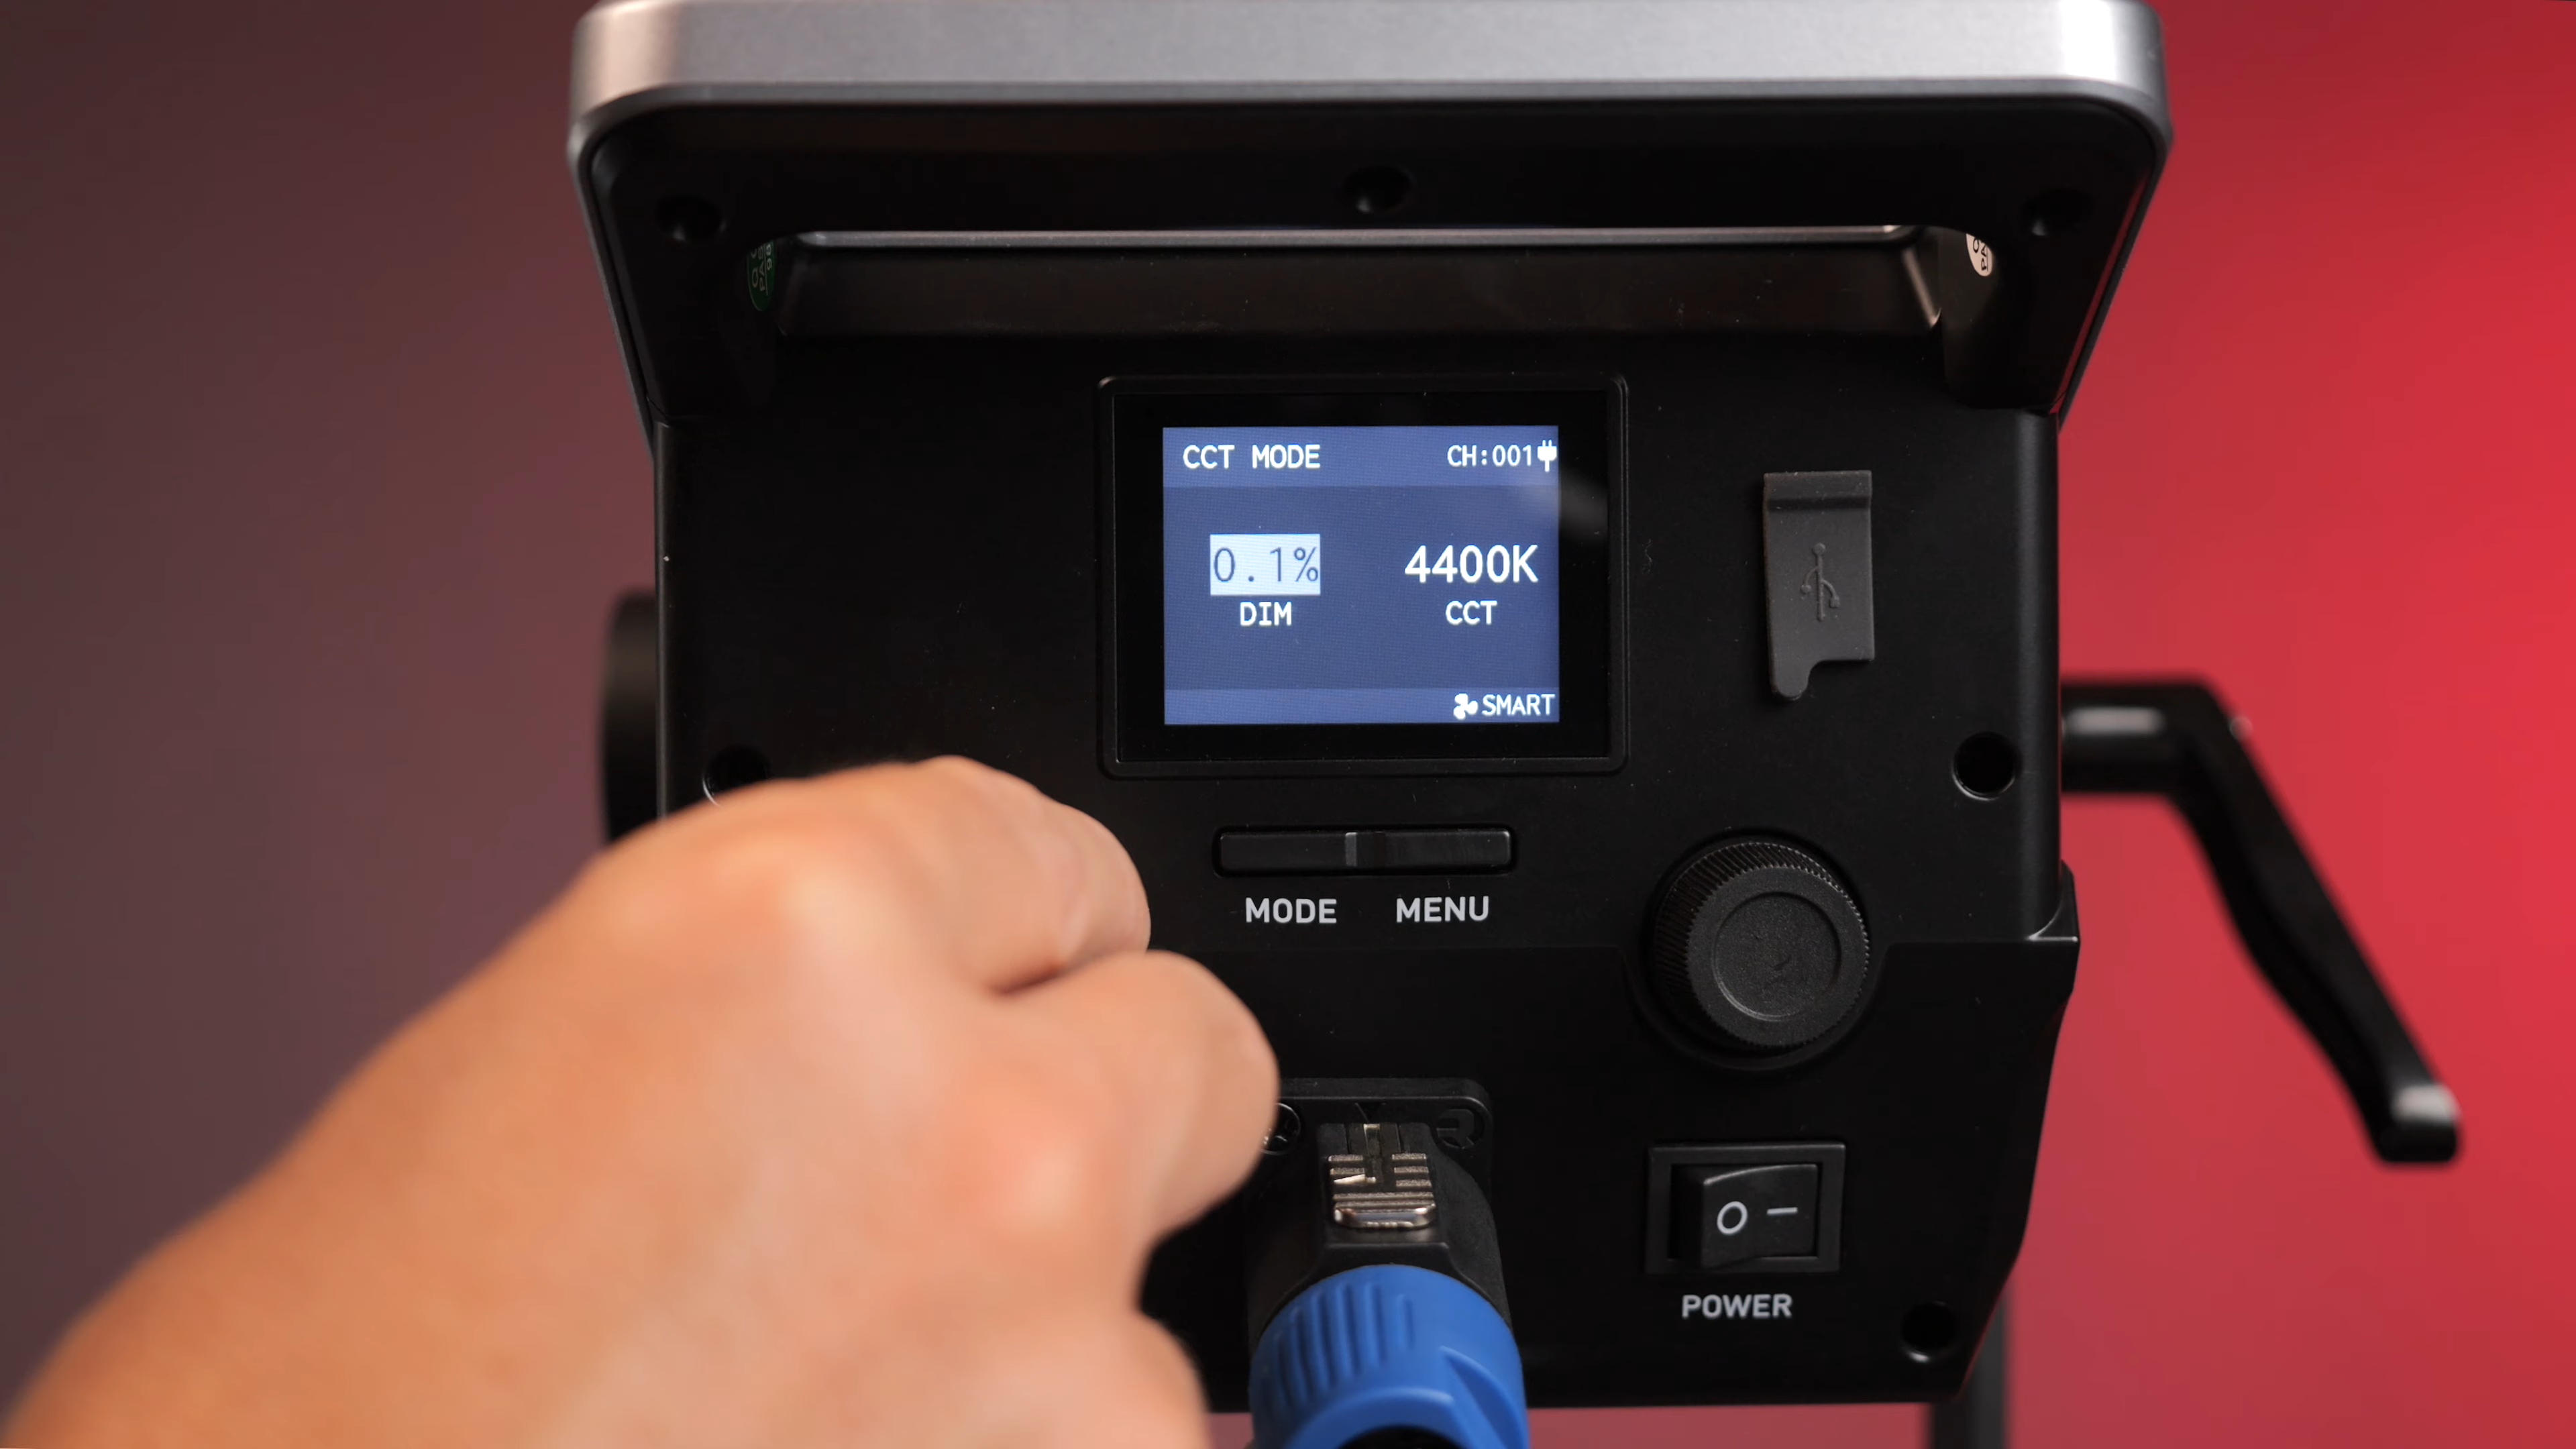 CCT MODE CH:001
0.1% 4400K
DIM CCT
SMART
MODE MENU
O –
POWER